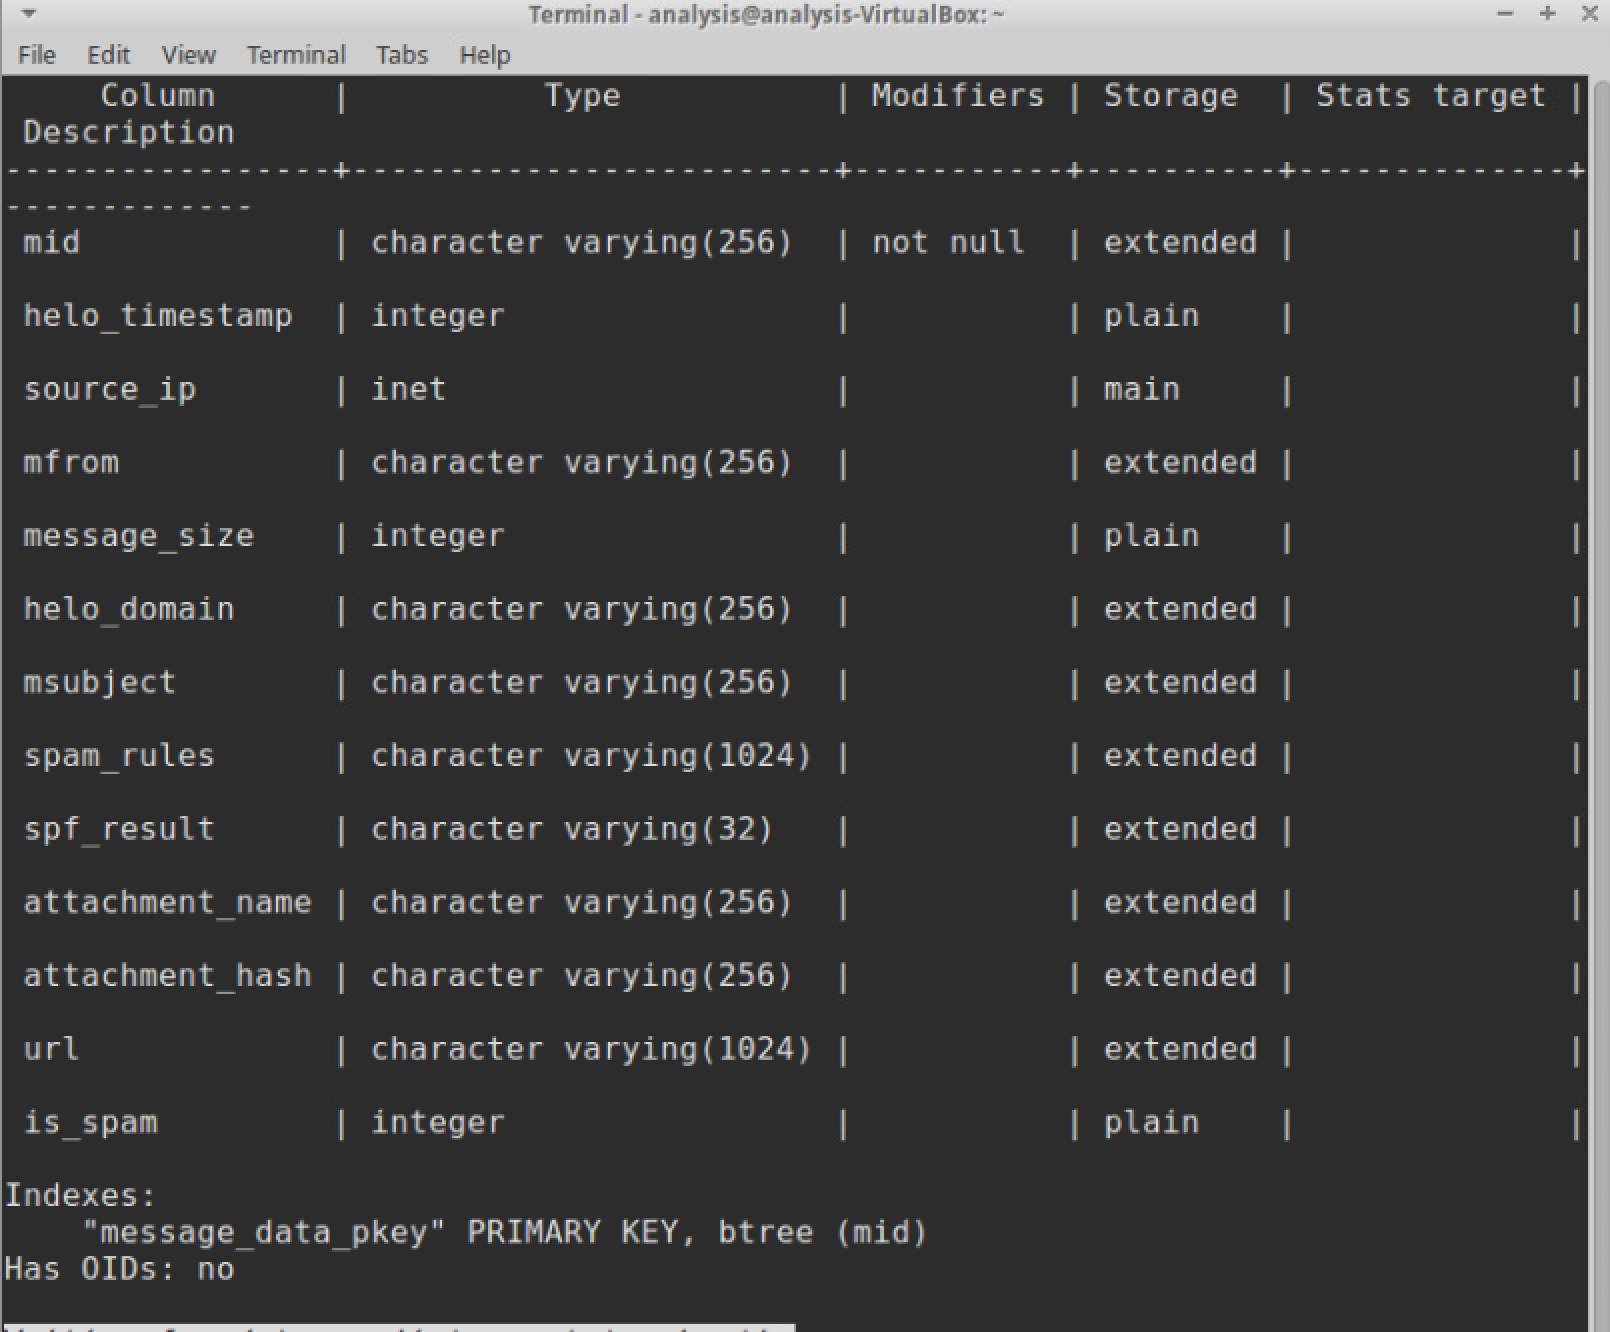 Terminal - analysis@analysis-VirtualBox: ~
File Edit View Terminal Tabs Help
Column | Type | Modifiers | Storage | Stats target |
Description
-----------------+-------------------------+-----------+----------+--------------+
-------------
mid | character varying(256) | not null | extended | |
helo_timestamp | integer | | plain | |
source_ip | inet | | main | |
mfrom | character varying(256) | | extended | |
message_size | integer | | plain | |
helo_domain | character varying(256) | | extended | |
msubject | character varying(256) | | extended | |
spam_rules | character varying(1024) | | extended | |
spf_result | character varying(32) | | extended | |
attachment_name | character varying(256) | | extended | |
attachment_hash | character varying(256) | | extended | |
url | character varying(1024) | | extended | |
is_spam | integer | | plain | |
Indexes:
"message_data_pkey" PRIMARY KEY, btree (mid)
Has OIDs: no